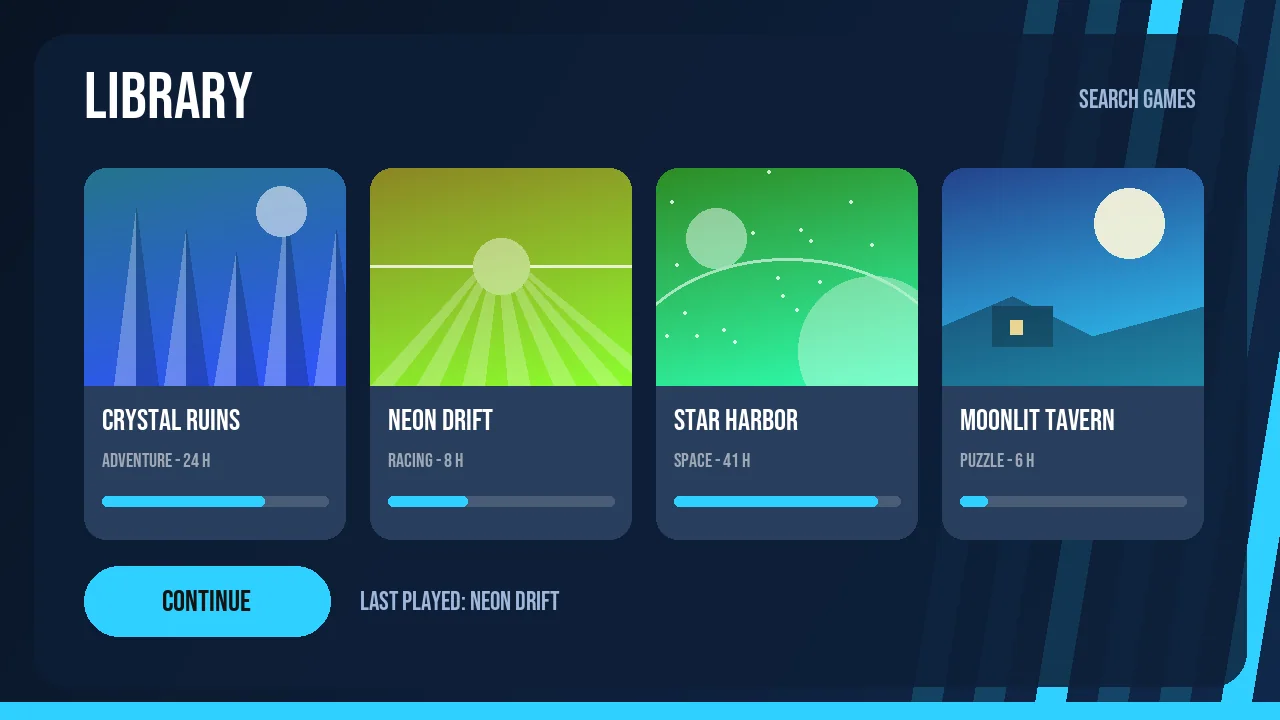 LIBRARY
SEARCH GAMES
CRYSTAL RUINS
ADVENTURE - 24 H
NEON DRIFT
RACING - 8 H
STAR HARBOR
SPACE - 41 H
MOONLIT TAVERN
PUZZLE - 6 H
CONTINUE
LAST PLAYED: NEON DRIFT